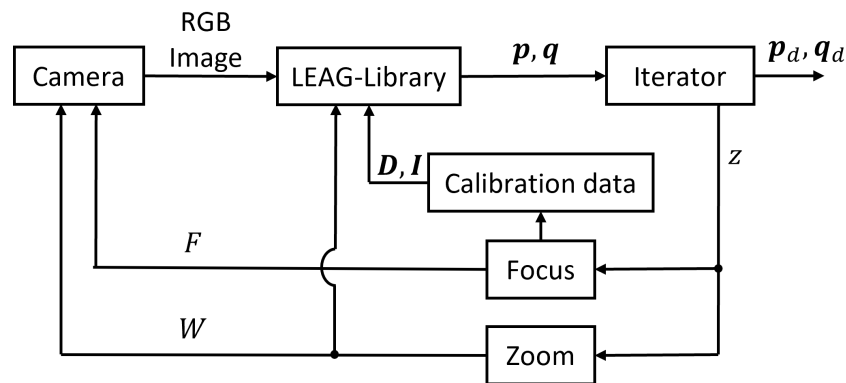 RGB
Image
Camera
LEAG-Library
p, q
Iterator
p_d, q_d
D, I
Calibration data
z
F
Focus
W
Zoom